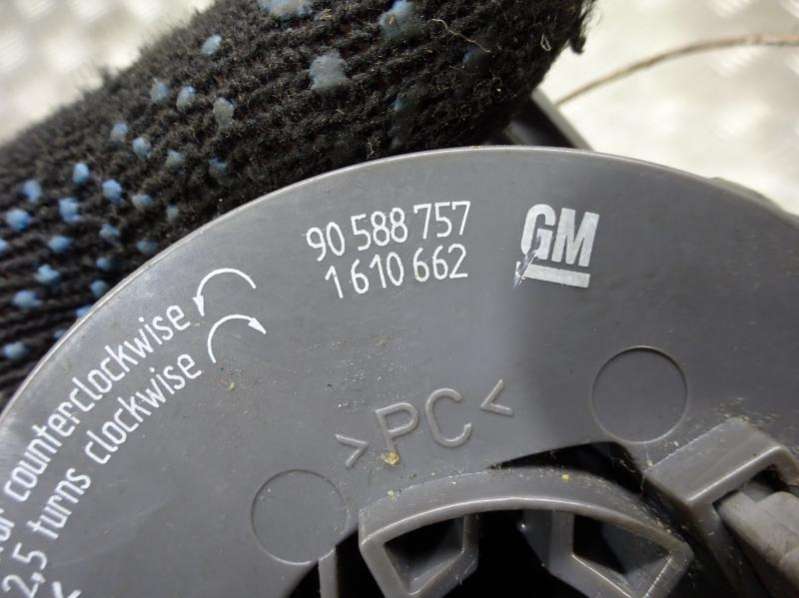 90 588 757
1 610 662
GM
counterclockwise
2,5 turns clockwise
>PC<